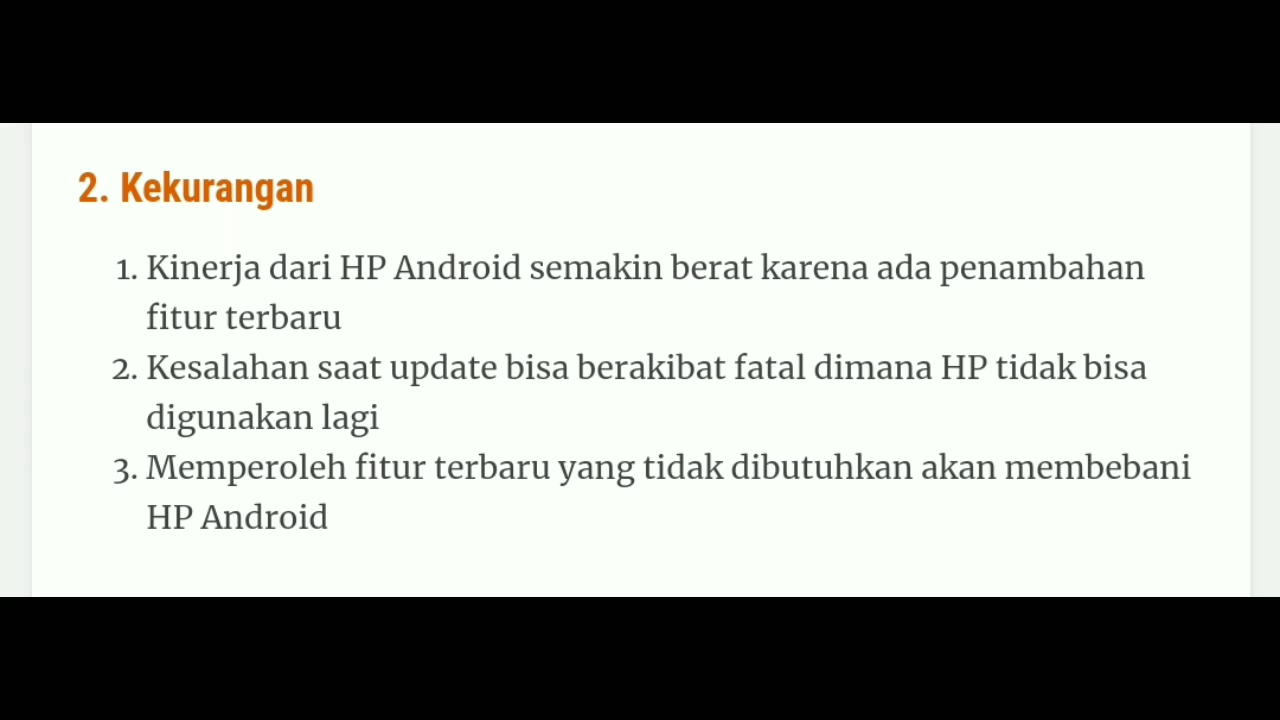 2. Kekurangan
1. Kinerja dari HP Android semakin berat karena ada penambahan
fitur terbaru
2. Kesalahan saat update bisa berakibat fatal dimana HP tidak bisa
digunakan lagi
3. Memperoleh fitur terbaru yang tidak dibutuhkan akan membebani
HP Android